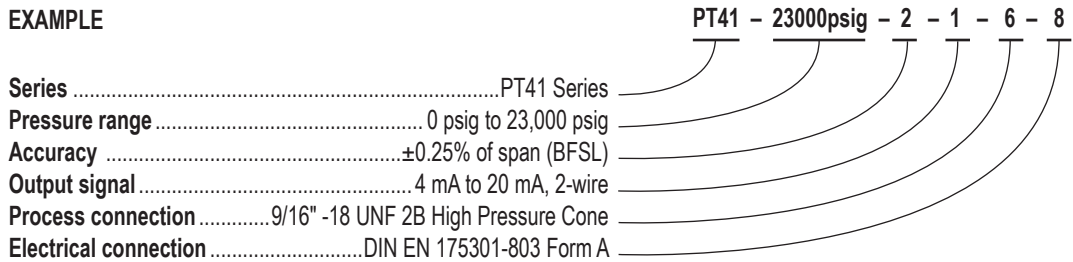 EXAMPLE PT41 – 23000psig – 2 – 1 – 6 – 8
Series ............................................................................PT41 Series
Pressure range ................................................. 0 psig to 23,000 psig
Accuracy ......................................................±0.25% of span (BFSL)
Output signal .................................................. 4 mA to 20 mA, 2-wire
Process connection .............9/16" -18 UNF 2B High Pressure Cone
Electrical connection ............................DIN EN 175301-803 Form A